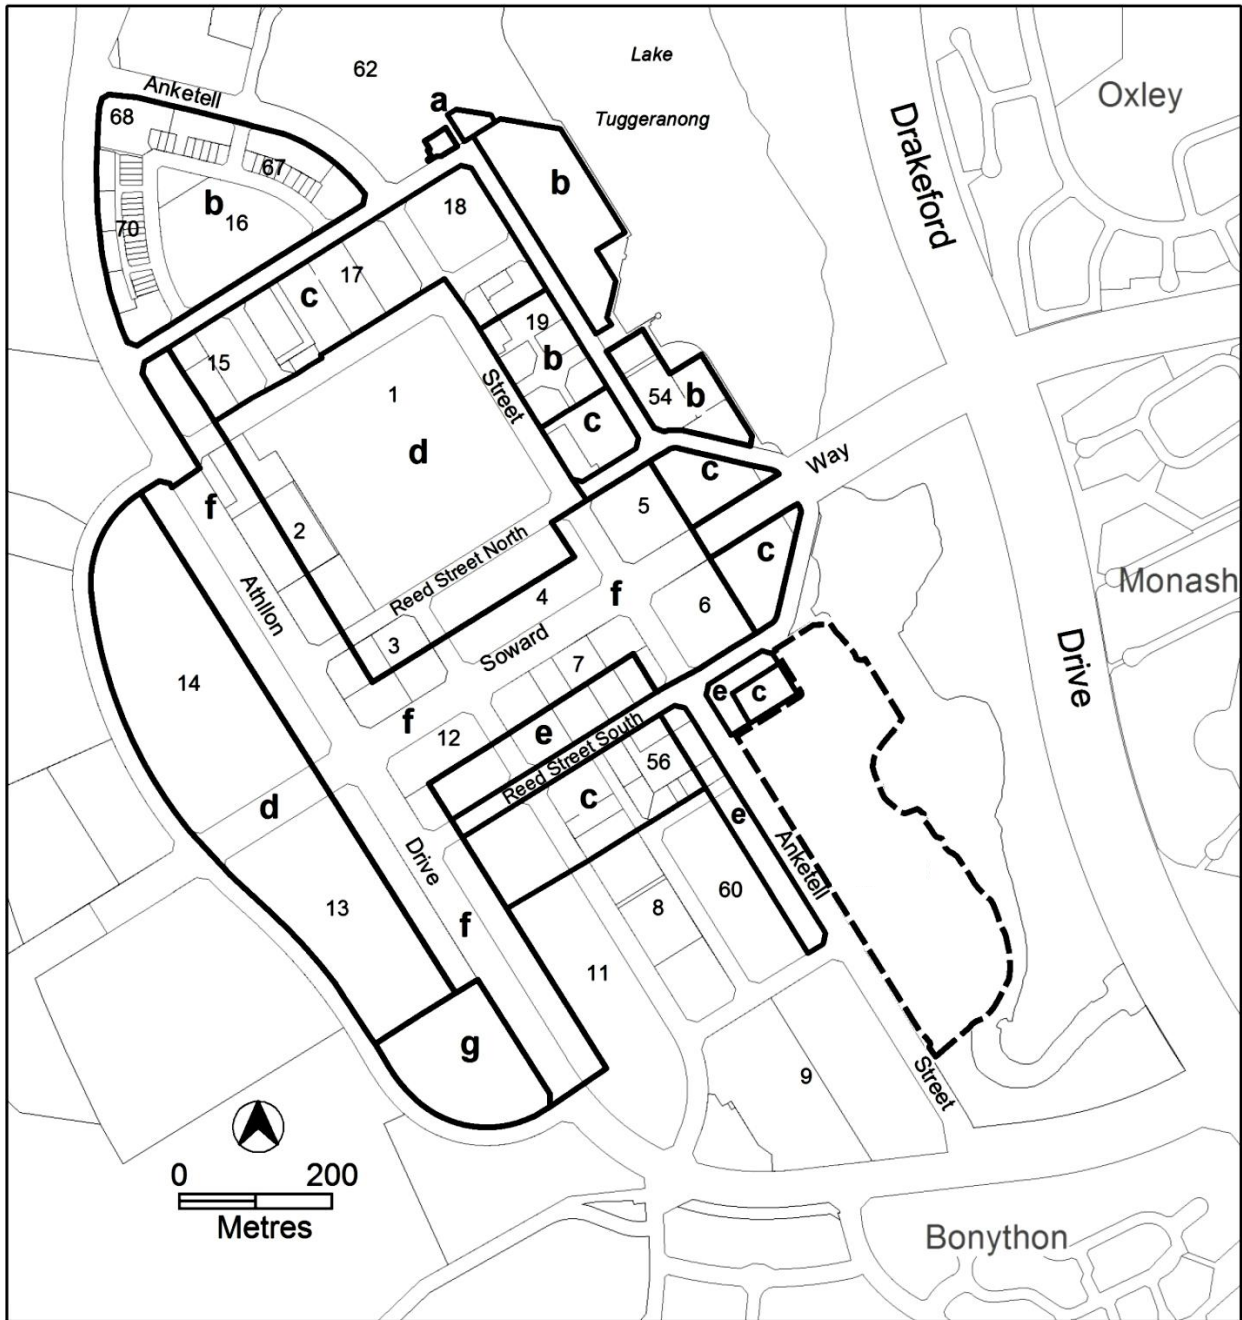 62
Lake
Tuggeranong
Oxley
Anketell
a
68
Drakeford
67
b
b
16
70
18
17
c
19
b
15
Street
54
b
1
c
d
c
Way
f
5
2
Reed Street North
c
Athllon
4
f
6
Monash
3
Soward
Drive
14
7
e
c
f
12
e
Reed Street South
56
d
c
e
Drive
Anketell
60
13
8
f
11
g
9
Street
0 200
Metres
Bonython